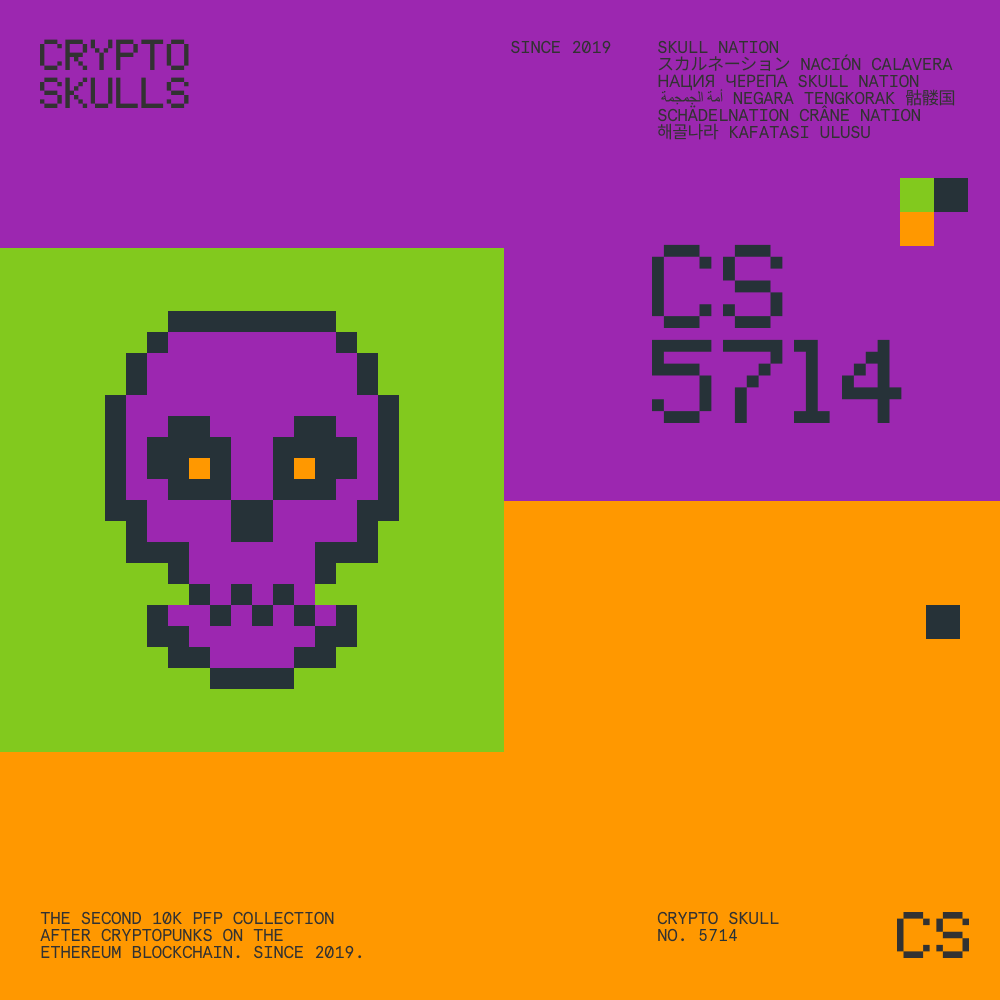 CRYPTO
SKULLS
SINCE 2019
SKULL NATION
スカルネーション NACIÓN CALAVERA
НАЦИЯ ЧЕРЕПА SKULL NATION
أمة الجمجمة NEGARA TENGKORAK 骷髅国
SCHÄDELNATION CRÂNE NATION
해골나라 KAFATASI ULUSU
CS
5714
THE SECOND 10K PFP COLLECTION
AFTER CRYPTOPUNKS ON THE
ETHEREUM BLOCKCHAIN. SINCE 2019.
CRYPTO SKULL
NO. 5714
CS